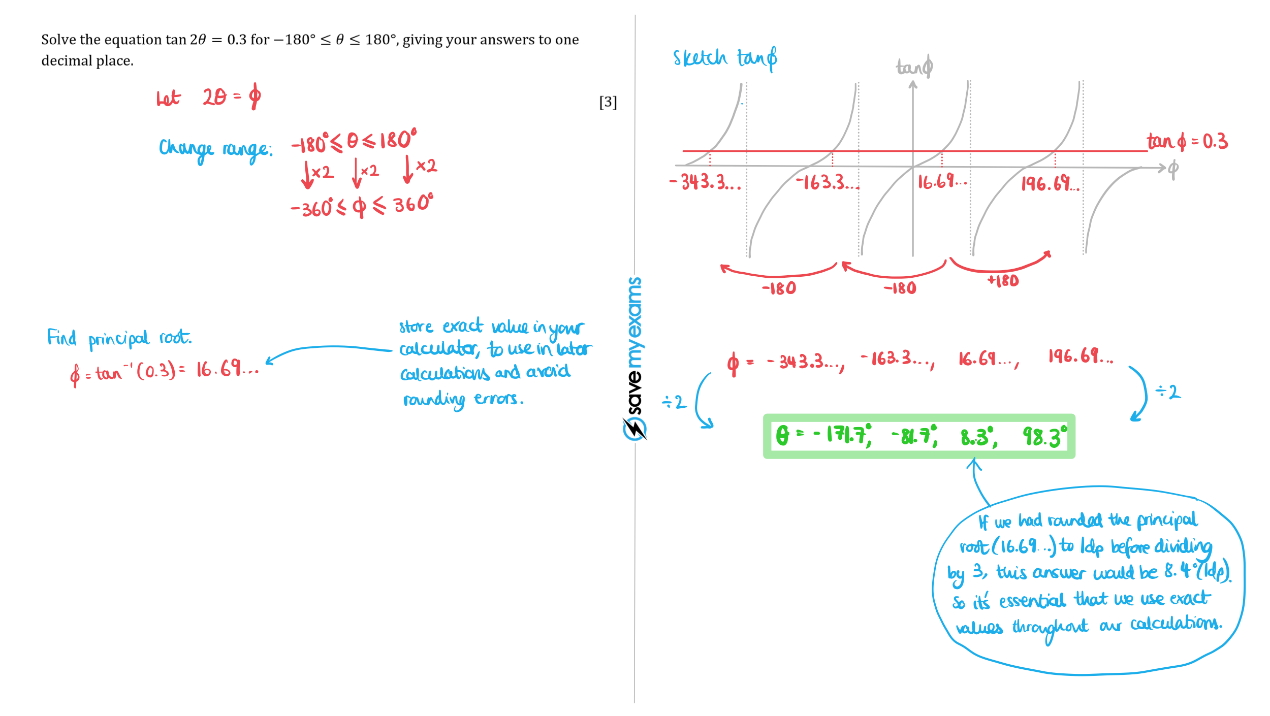 Solve the equation tan 2θ = 0.3 for −180° ≤ θ ≤ 180°, giving your answers to one
decimal place.
[3]
Let 2θ = ϕ
Change range: -180° ≤ θ ≤ 180°
×2 ×2 ×2
-360° ≤ ϕ ≤ 360°
Find principal root.
ϕ = tan⁻¹(0.3) = 16.69...
store exact value in your
calculator, to use in later
calculations and avoid
rounding errors.
save my exams
Sketch tanϕ
tanϕ
tanϕ = 0.3
ϕ
-343.3... -163.3... 16.69... 196.69...
-180 -180 +180
ϕ = -343.3..., -163.3..., 16.69..., 196.69...
÷2 ÷2
θ = -171.7°, -81.7°, 8.3°, 98.3°
If we had rounded the principal
root (16.69...) to 1dp before dividing
by 3, this answer would be 8.4° (1dp).
So it's essential that we use exact
values throughout our calculations.